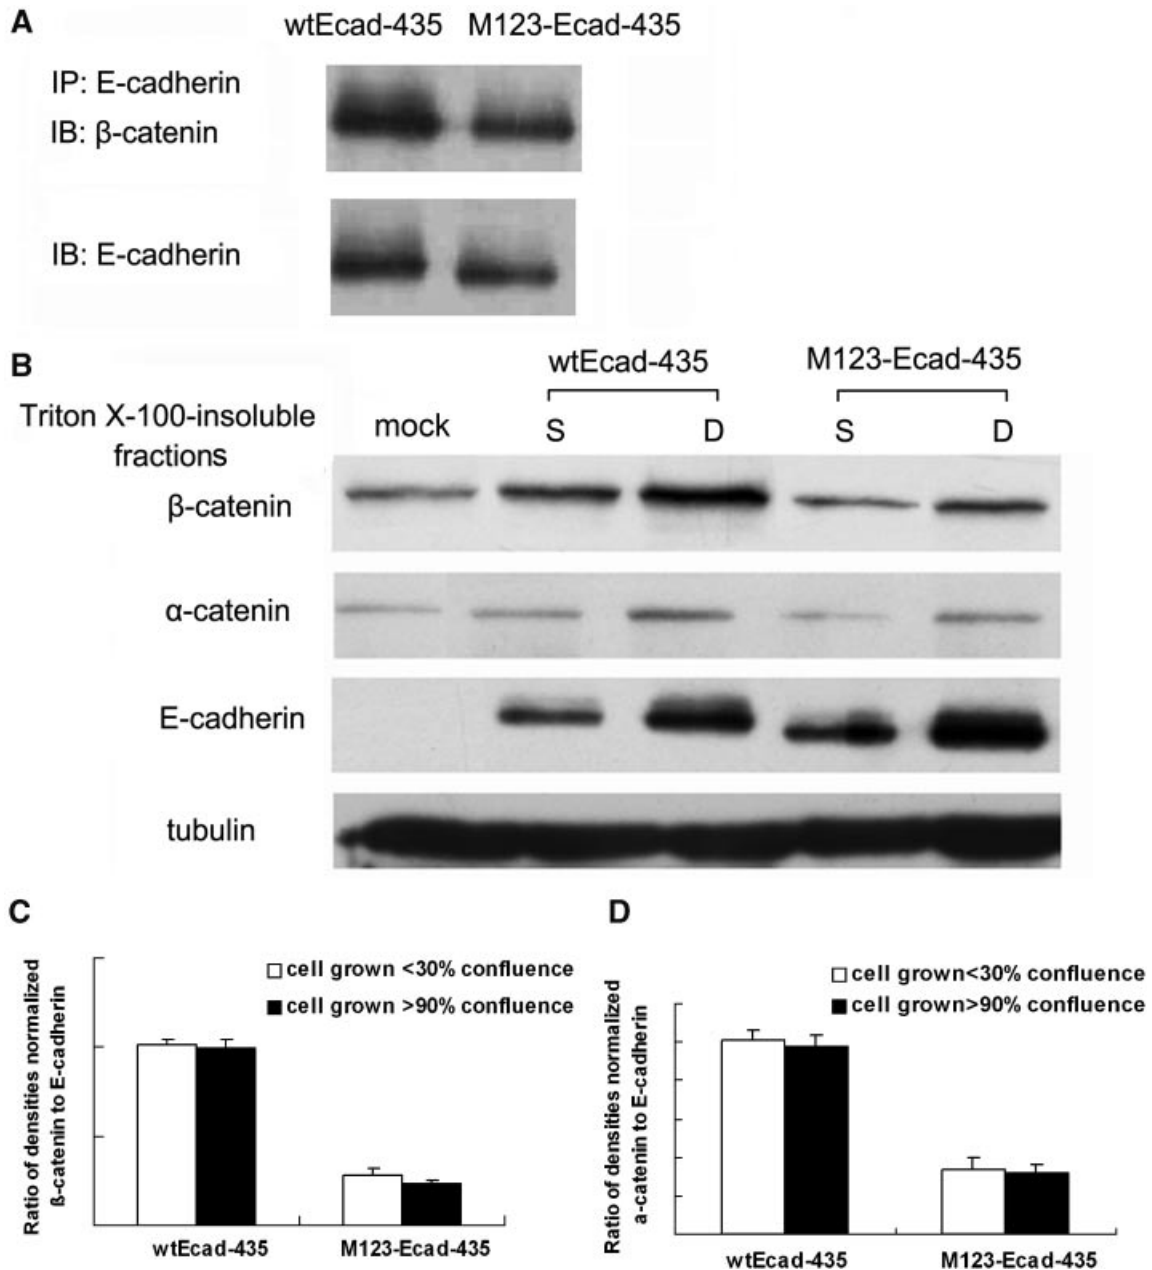 A
wtEcad-435 M123-Ecad-435
IP: E-cadherin
IB: β-catenin
IB: E-cadherin
B
wtEcad-435 M123-Ecad-435
Triton X-100-insoluble
fractions
mock S D S D
β-catenin
α-catenin
E-cadherin
tubulin
C
Ratio of densities normalized
ß-catenin to E-cadherin
cell grown <30% confluence
cell grown >90% confluence
wtEcad-435 M123-Ecad-435
D
Ratio of densities normalized
a-catenin to E-cadherin
cell grown<30% confluence
cell grown>90% confluence
wtEcad-435 M123-Ecad-435